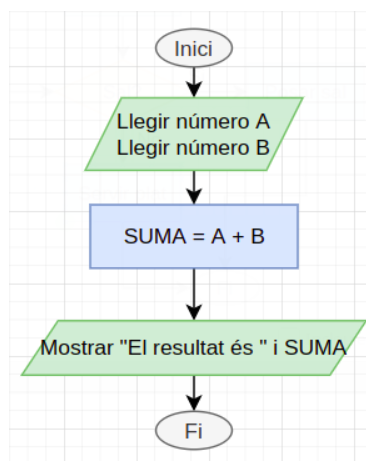 Inici
Llegir número A
Llegir número B
SUMA = A + B
Mostrar "El resultat és " i SUMA
Fi